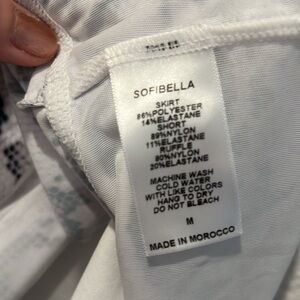 SOFIBELLA
SKIRT
86%POLYESTER
14%ELASTANE
SHORT
89%NYLON
11%ELASTANE
RUFFLE
80%NYLON
20%ELASTANE
MACHINE WASH
COLD WATER
WITH LIKE COLORS
HANG TO DRY
DO NOT BLEACH
M
MADE IN MOROCCO